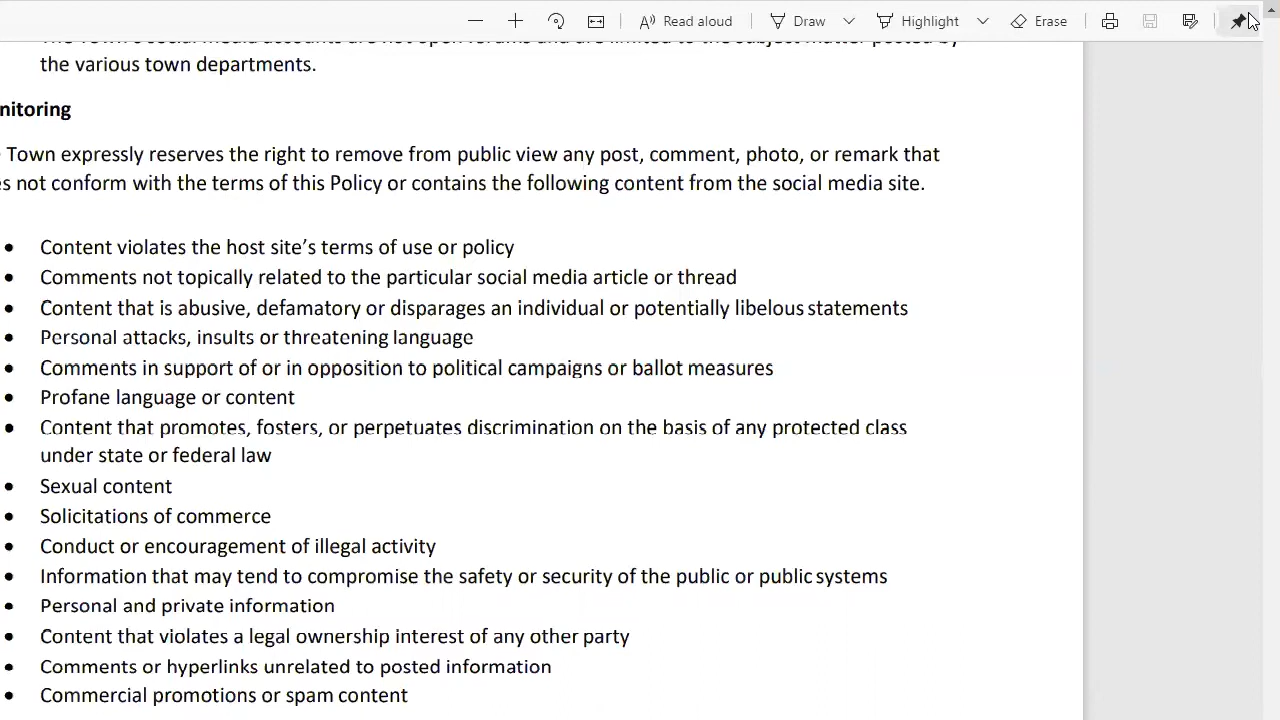 Read aloud Draw Highlight Erase
the various town departments.
nitoring
Town expressly reserves the right to remove from public view any post, comment, photo, or remark that
s not conform with the terms of this Policy or contains the following content from the social media site.
• Content violates the host site’s terms of use or policy
• Comments not topically related to the particular social media article or thread
• Content that is abusive, defamatory or disparages an individual or potentially libelous statements
• Personal attacks, insults or threatening language
• Comments in support of or in opposition to political campaigns or ballot measures
• Profane language or content
• Content that promotes, fosters, or perpetuates discrimination on the basis of any protected class
under state or federal law
• Sexual content
• Solicitations of commerce
• Conduct or encouragement of illegal activity
• Information that may tend to compromise the safety or security of the public or public systems
• Personal and private information
• Content that violates a legal ownership interest of any other party
• Comments or hyperlinks unrelated to posted information
• Commercial promotions or spam content